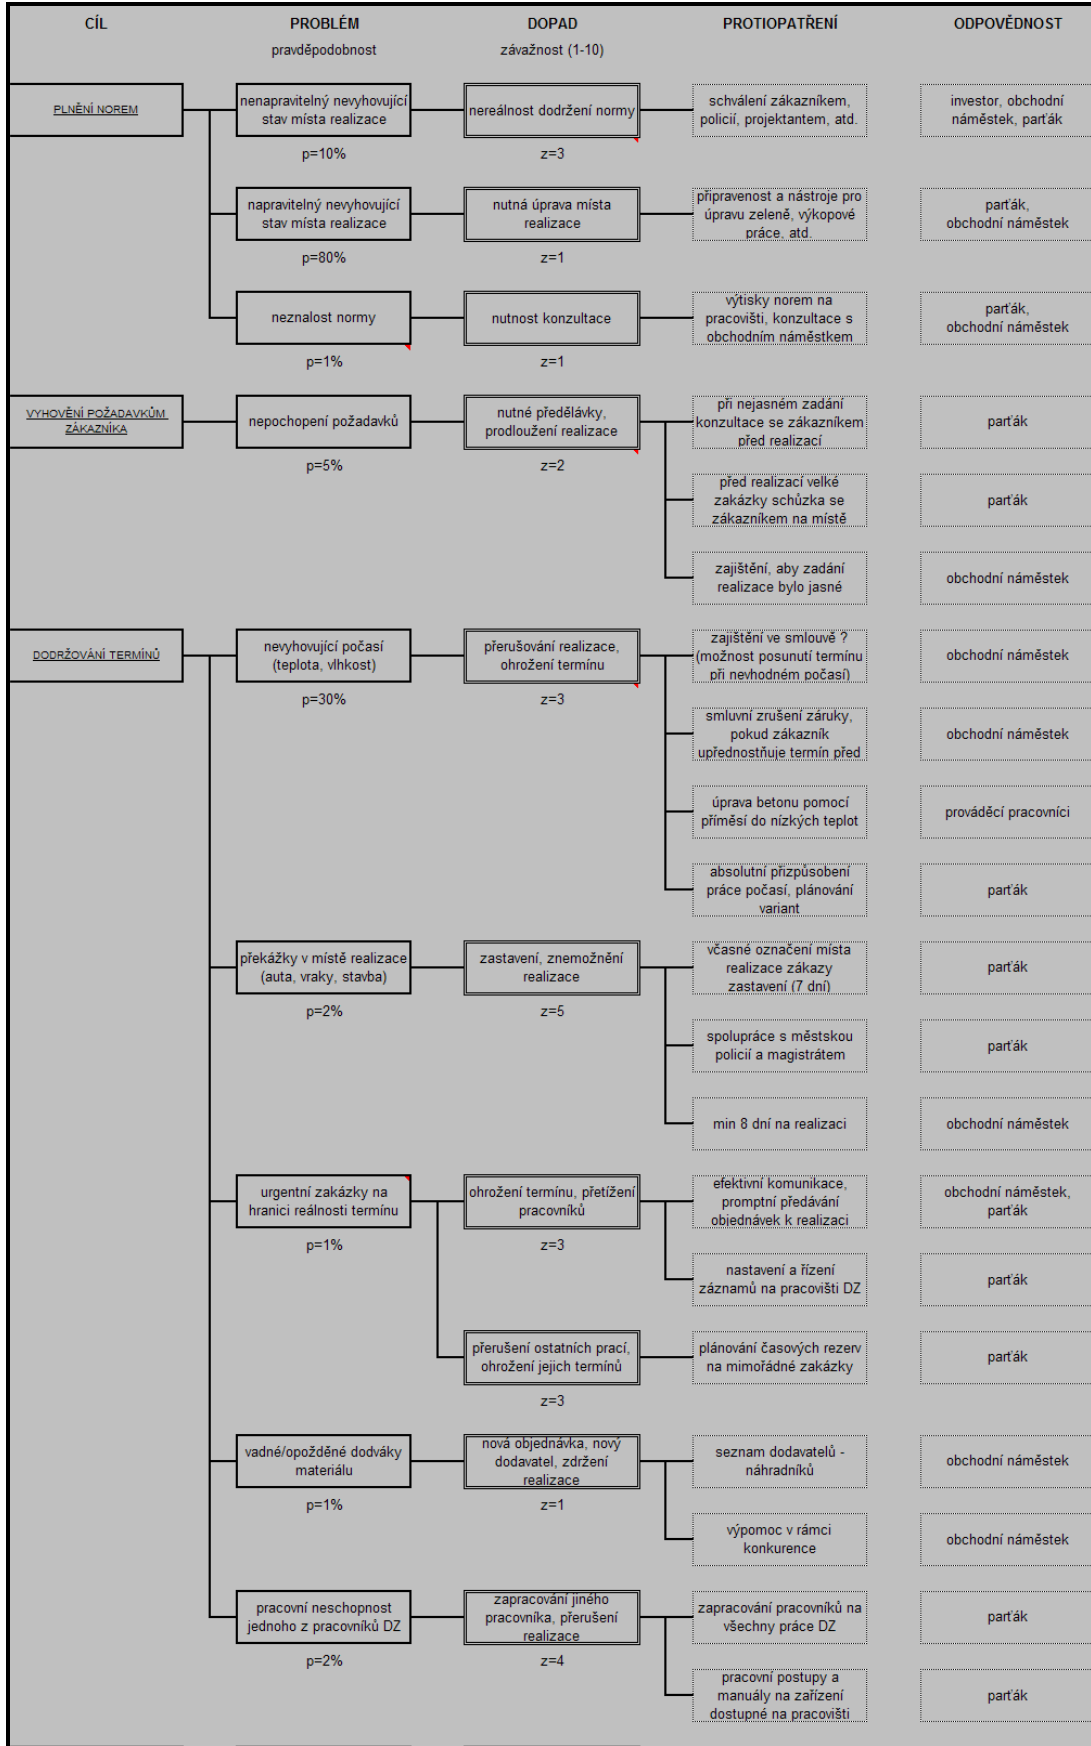 CÍL
PROBLÉM
DOPAD
PROTIOPATŘENÍ
ODPOVĚDNOST
pravděpodobnost
závažnost (1-10)
PLNĚNÍ NOREM
nenapravitelný nevyhovující
stav místa realizace
p=10%
nereálnost dodržení normy
z=3
schválení zákazníkem,
policií, projektantem, atd.
investor, obchodní
náměstek, parťák
napravitelný nevyhovující
stav místa realizace
p=80%
nutná úprava místa
realizace
z=1
připravenost a nástroje pro
úpravu zeleně, výkopové
práce, atd.
parťák,
obchodní náměstek
neznalost normy
p=1%
nutnost konzultace
z=1
výtisky norem na
pracovišti, konzultace s
obchodním náměstkem
parťák,
obchodní náměstek
VYHOVĚNÍ POŽADAVKŮM
ZÁKAZNÍKA
nepochopení požadavků
p=5%
nutné předělávky,
prodloužení realizace
z=2
při nejasném zadání
konzultace se zákazníkem
před realizací
parťák
před realizací velké
zakázky schůzka se
zákazníkem na místě
parťák
zajištění, aby zadání
realizace bylo jasné
obchodní náměstek
DODRŽOVÁNÍ TERMÍNŮ
nevyhovující počasí
(teplota, vlhkost)
p=30%
přerušování realizace,
ohrožení termínu
z=3
zajištění ve smlouvě ?
(možnost posunutí termínu
při nevhodném počasí)
obchodní náměstek
smluvní zrušení záruky,
pokud zákazník
upřednostňuje termín před
obchodní náměstek
úprava betonu pomocí
příměsí do nízkých teplot
prováděcí pracovníci
absolutní přizpůsobení
práce počasí, plánování
variant
parťák
překážky v místě realizace
(auta, vraky, stavba)
p=2%
zastavení, znemožnění
realizace
z=5
včasné označení místa
realizace zákazy
zastavení (7 dní)
parťák
spolupráce s městskou
policií a magistrátem
parťák
min 8 dní na realizaci
obchodní náměstek
urgentní zakázky na
hranici reálnosti termínu
p=1%
ohrožení termínu, přetížení
pracovníků
z=3
efektivní komunikace,
promptní předávání
objednávek k realizaci
obchodní náměstek,
parťák
nastavení a řízení
záznamů na pracovišti DZ
parťák
přerušení ostatních prací,
ohrožení jejich termínů
z=3
plánování časových rezerv
na mimořádné zakázky
parťák
vadné/opožděné dodváky
materiálu
p=1%
nová objednávka, nový
dodavatel, zdržení
realizace
z=1
seznam dodavatelů -
náhradníků
obchodní náměstek
výpomoc v rámci
konkurence
obchodní náměstek
pracovní neschopnost
jednoho z pracovníků DZ
p=2%
zapracování jiného
pracovníka, přerušení
realizace
z=4
zapracování pracovníků na
všechny práce DZ
parťák
pracovní postupy a
manuály na zařízení
dostupné na pracovišti
parťák